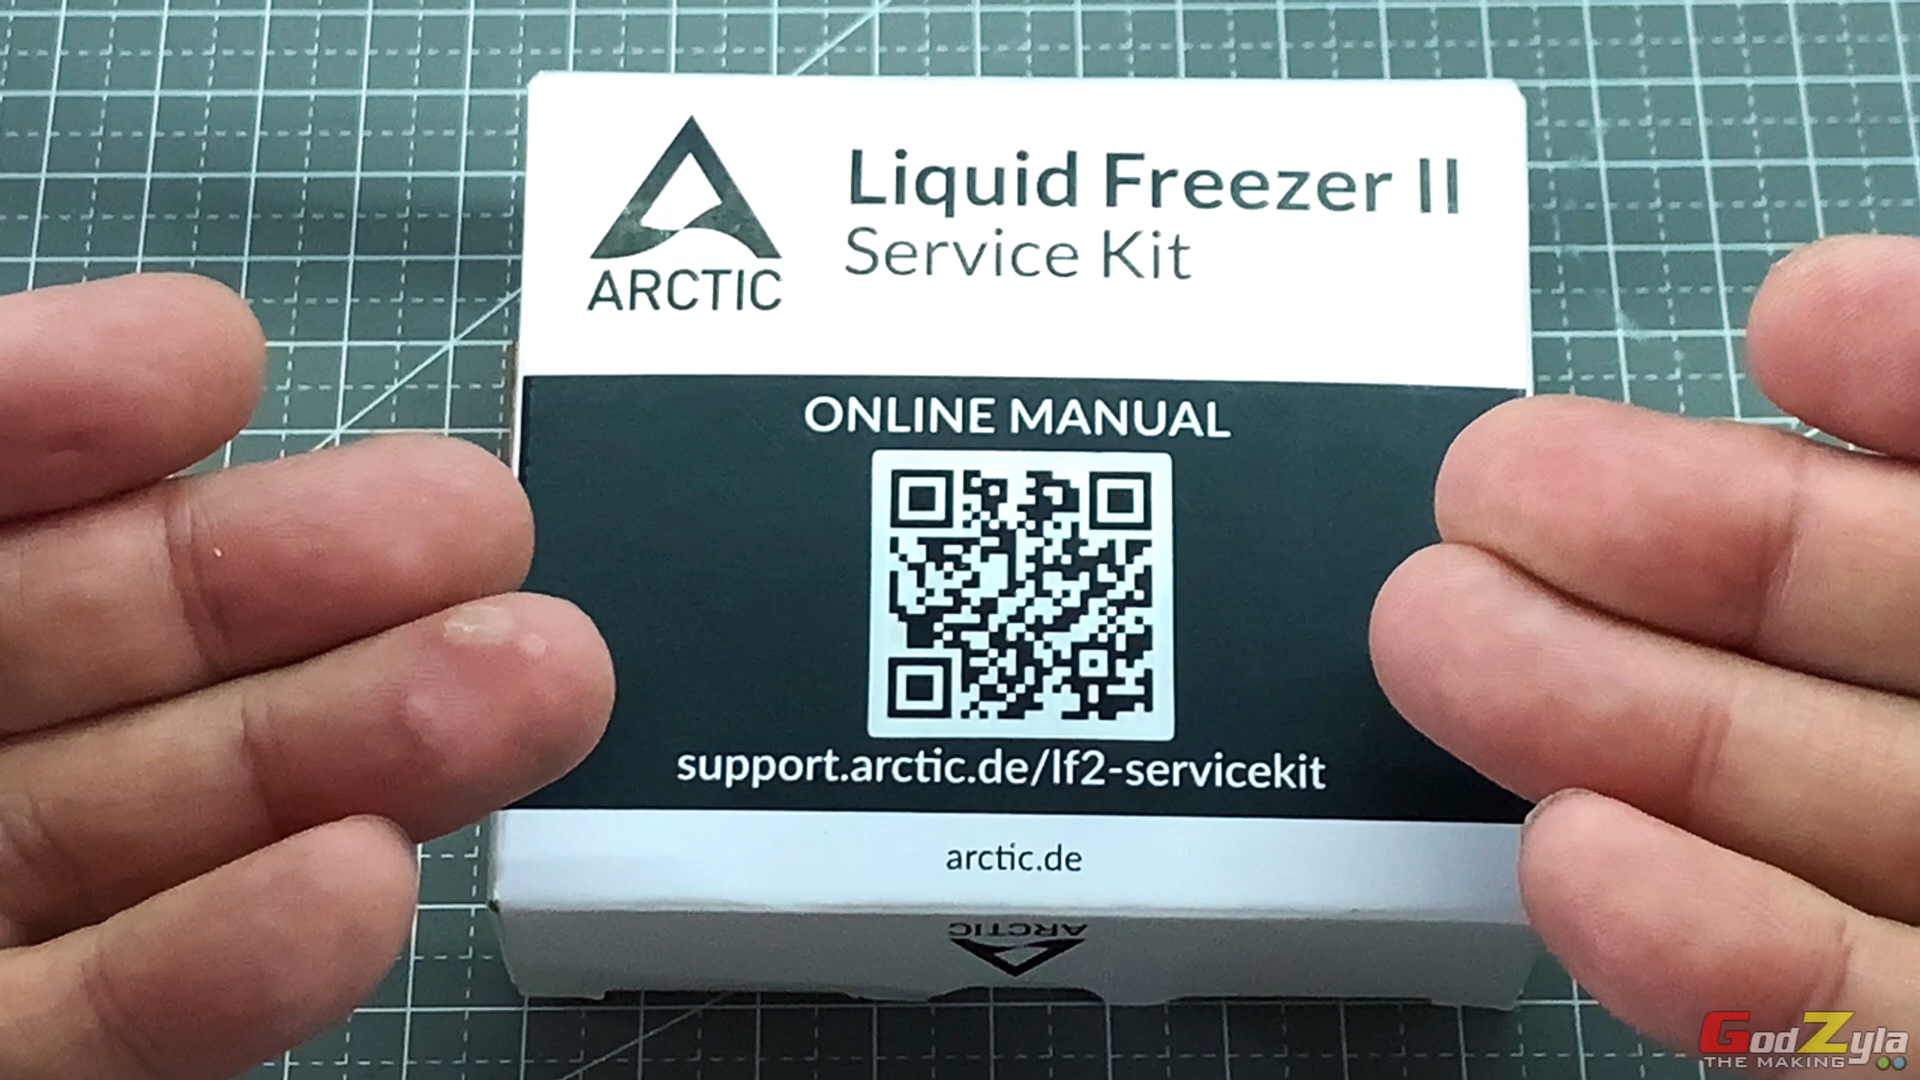 ARCTIC
Liquid Freezer II
Service Kit
ONLINE MANUAL
support.arctic.de/lf2-servicekit
arctic.de
ARCTIC
GodZyla
THE MAKING